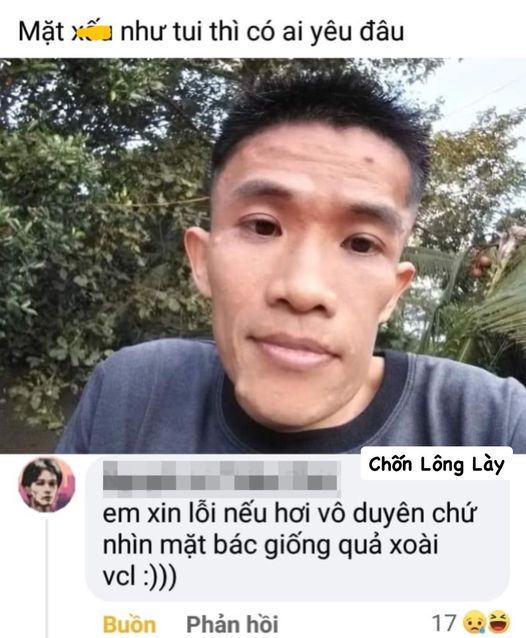 Mặt xấu như tui thì có ai yêu đâu
Chốn Lông Lày
em xin lỗi nếu hơi vô duyên chứ
nhìn mặt bác giống quả xoài
vcl :)))
Buồn Phản hồi 17